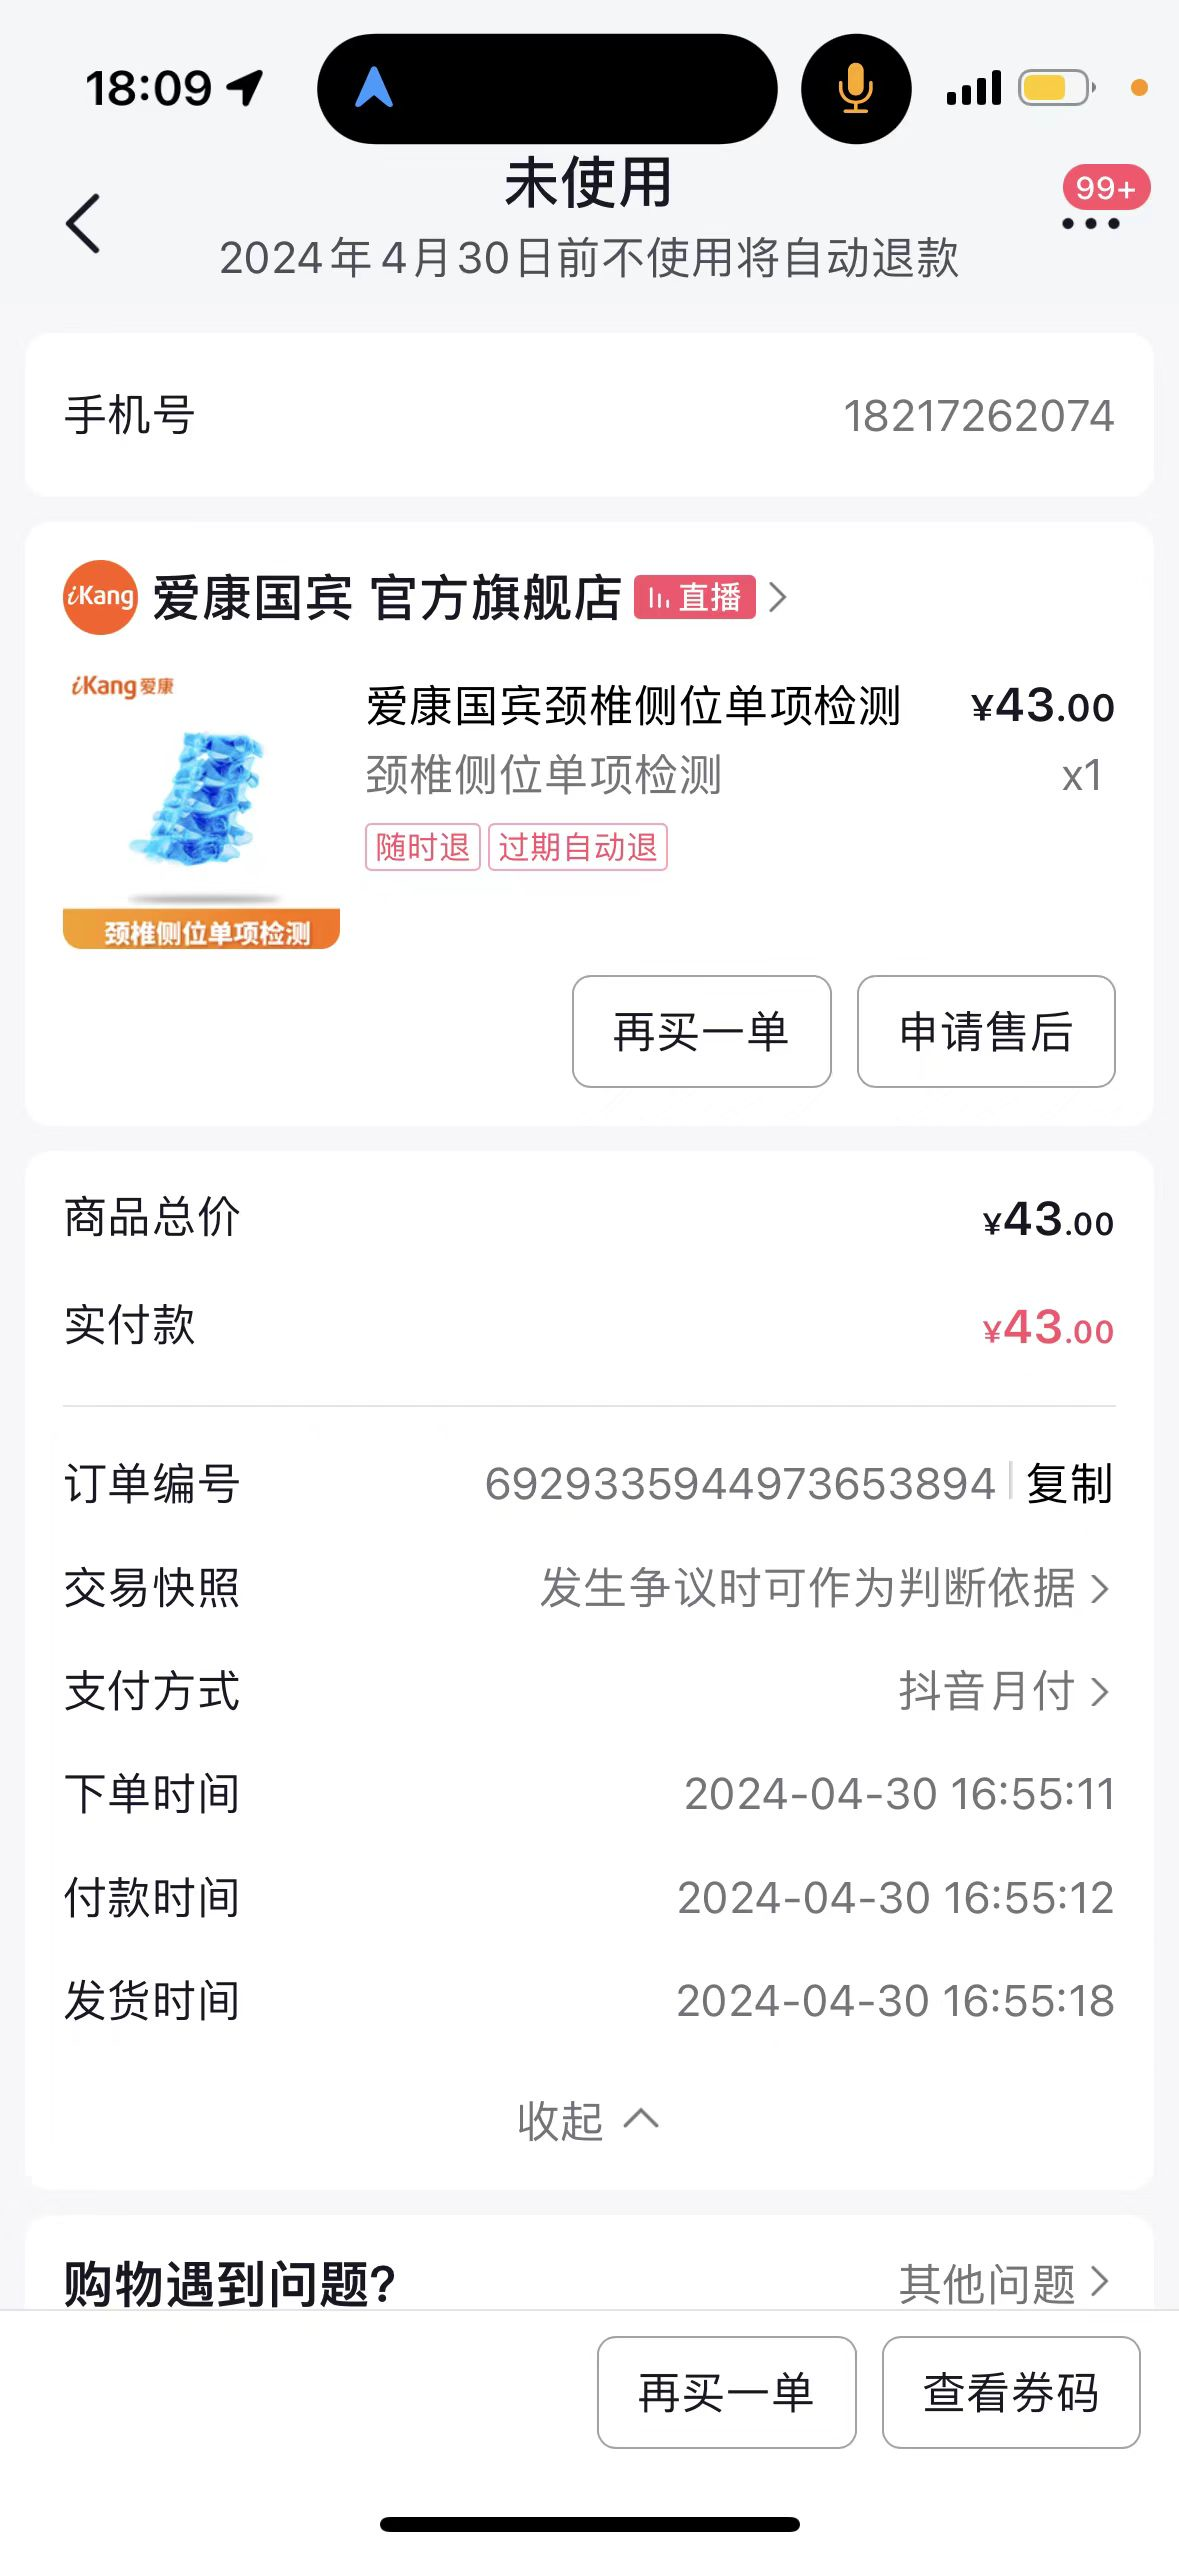 18:09
未使用
99+
2024年4月30日前不使用将自动退款
手机号 18217262074
iKang 爱康国宾 官方旗舰店 直播
iKang 爱康
爱康国宾颈椎侧位单项检测 ¥43.00
颈椎侧位单项检测 x1
随时退 过期自动退
颈椎侧位单项检测
再买一单 申请售后
商品总价 ¥43.00
实付款 ¥43.00
订单编号 6929335944973653894 复制
交易快照 发生争议时可作为判断依据
支付方式 抖音月付
下单时间 2024-04-30 16:55:11
付款时间 2024-04-30 16:55:12
发货时间 2024-04-30 16:55:18
收起
购物遇到问题? 其他问题
再买一单 查看券码